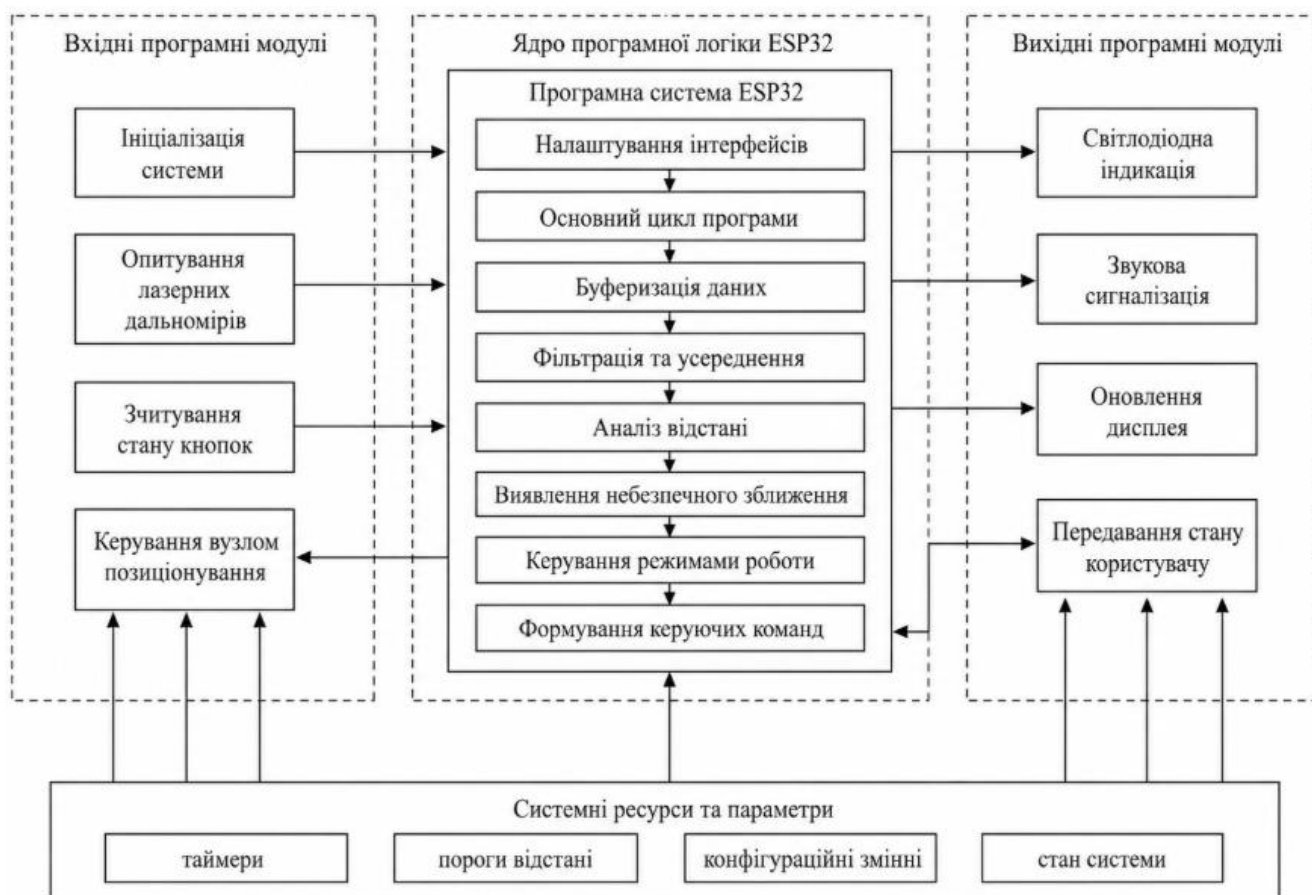 Вхідні програмні модулі
Ініціалізація
системи
Опитування
лазерних
дальномірів
Зчитування
стану кнопок
Керування вузлом
позиціонування
Ядро програмної логіки ESP32
Програмна система ESP32
Налаштування інтерфейсів
Основний цикл програми
Буферизація даних
Фільтрація та усереднення
Аналіз відстані
Виявлення небезпечного зближення
Керування режимами роботи
Формування керуючих команд
Вихідні програмні модулі
Світлодіодна
індикація
Звукова
сигналізація
Оновлення
дисплея
Передавання стану
користувачу
Системні ресурси та параметри
таймери
пороги відстані
конфігураційні змінні
стан системи